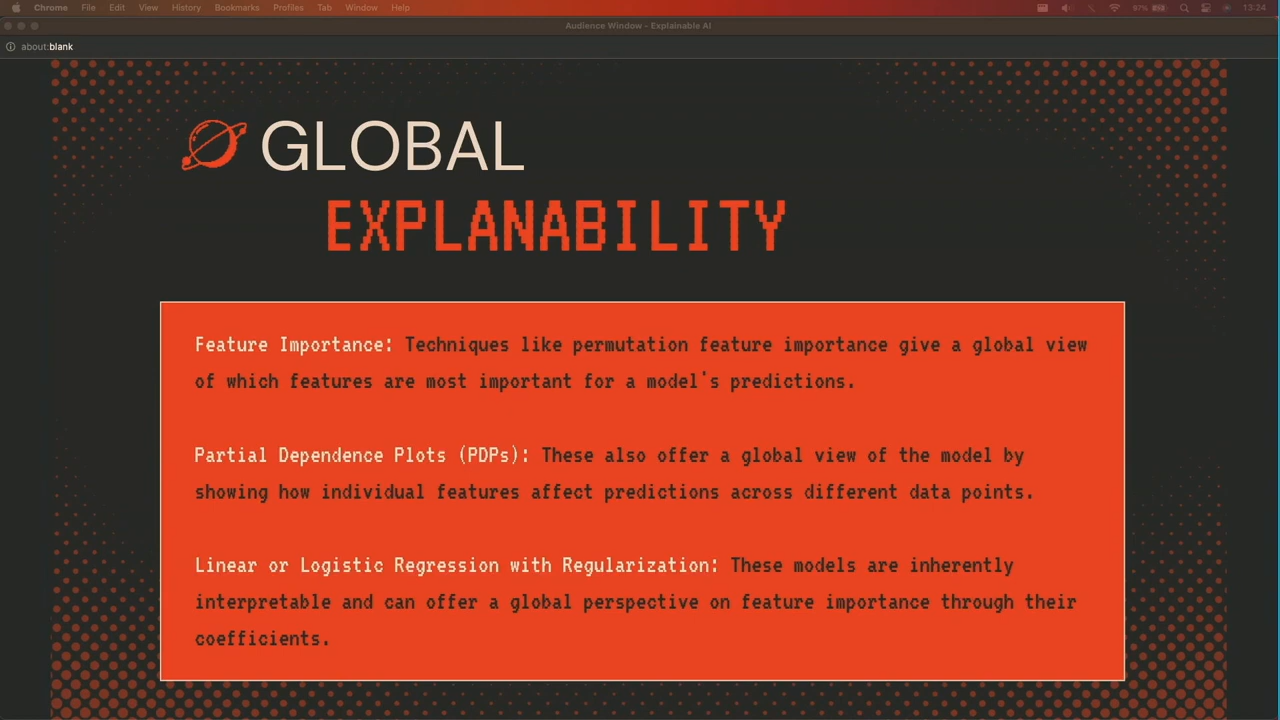 Chrome File Edit View History Bookmarks Profiles Tab Window Help 97% 13.24
Audience Window - Explainable AI
about:blank
GLOBAL
EXPLANABILITY
Feature Importance: Techniques like permutation feature importance give a global view
of which features are most important for a model's predictions.
Partial Dependence Plots (PDPs): These also offer a global view of the model by
showing how individual features affect predictions across different data points.
Linear or Logistic Regression with Regularization: These models are inherently
interpretable and can offer a global perspective on feature importance through their
coefficients.